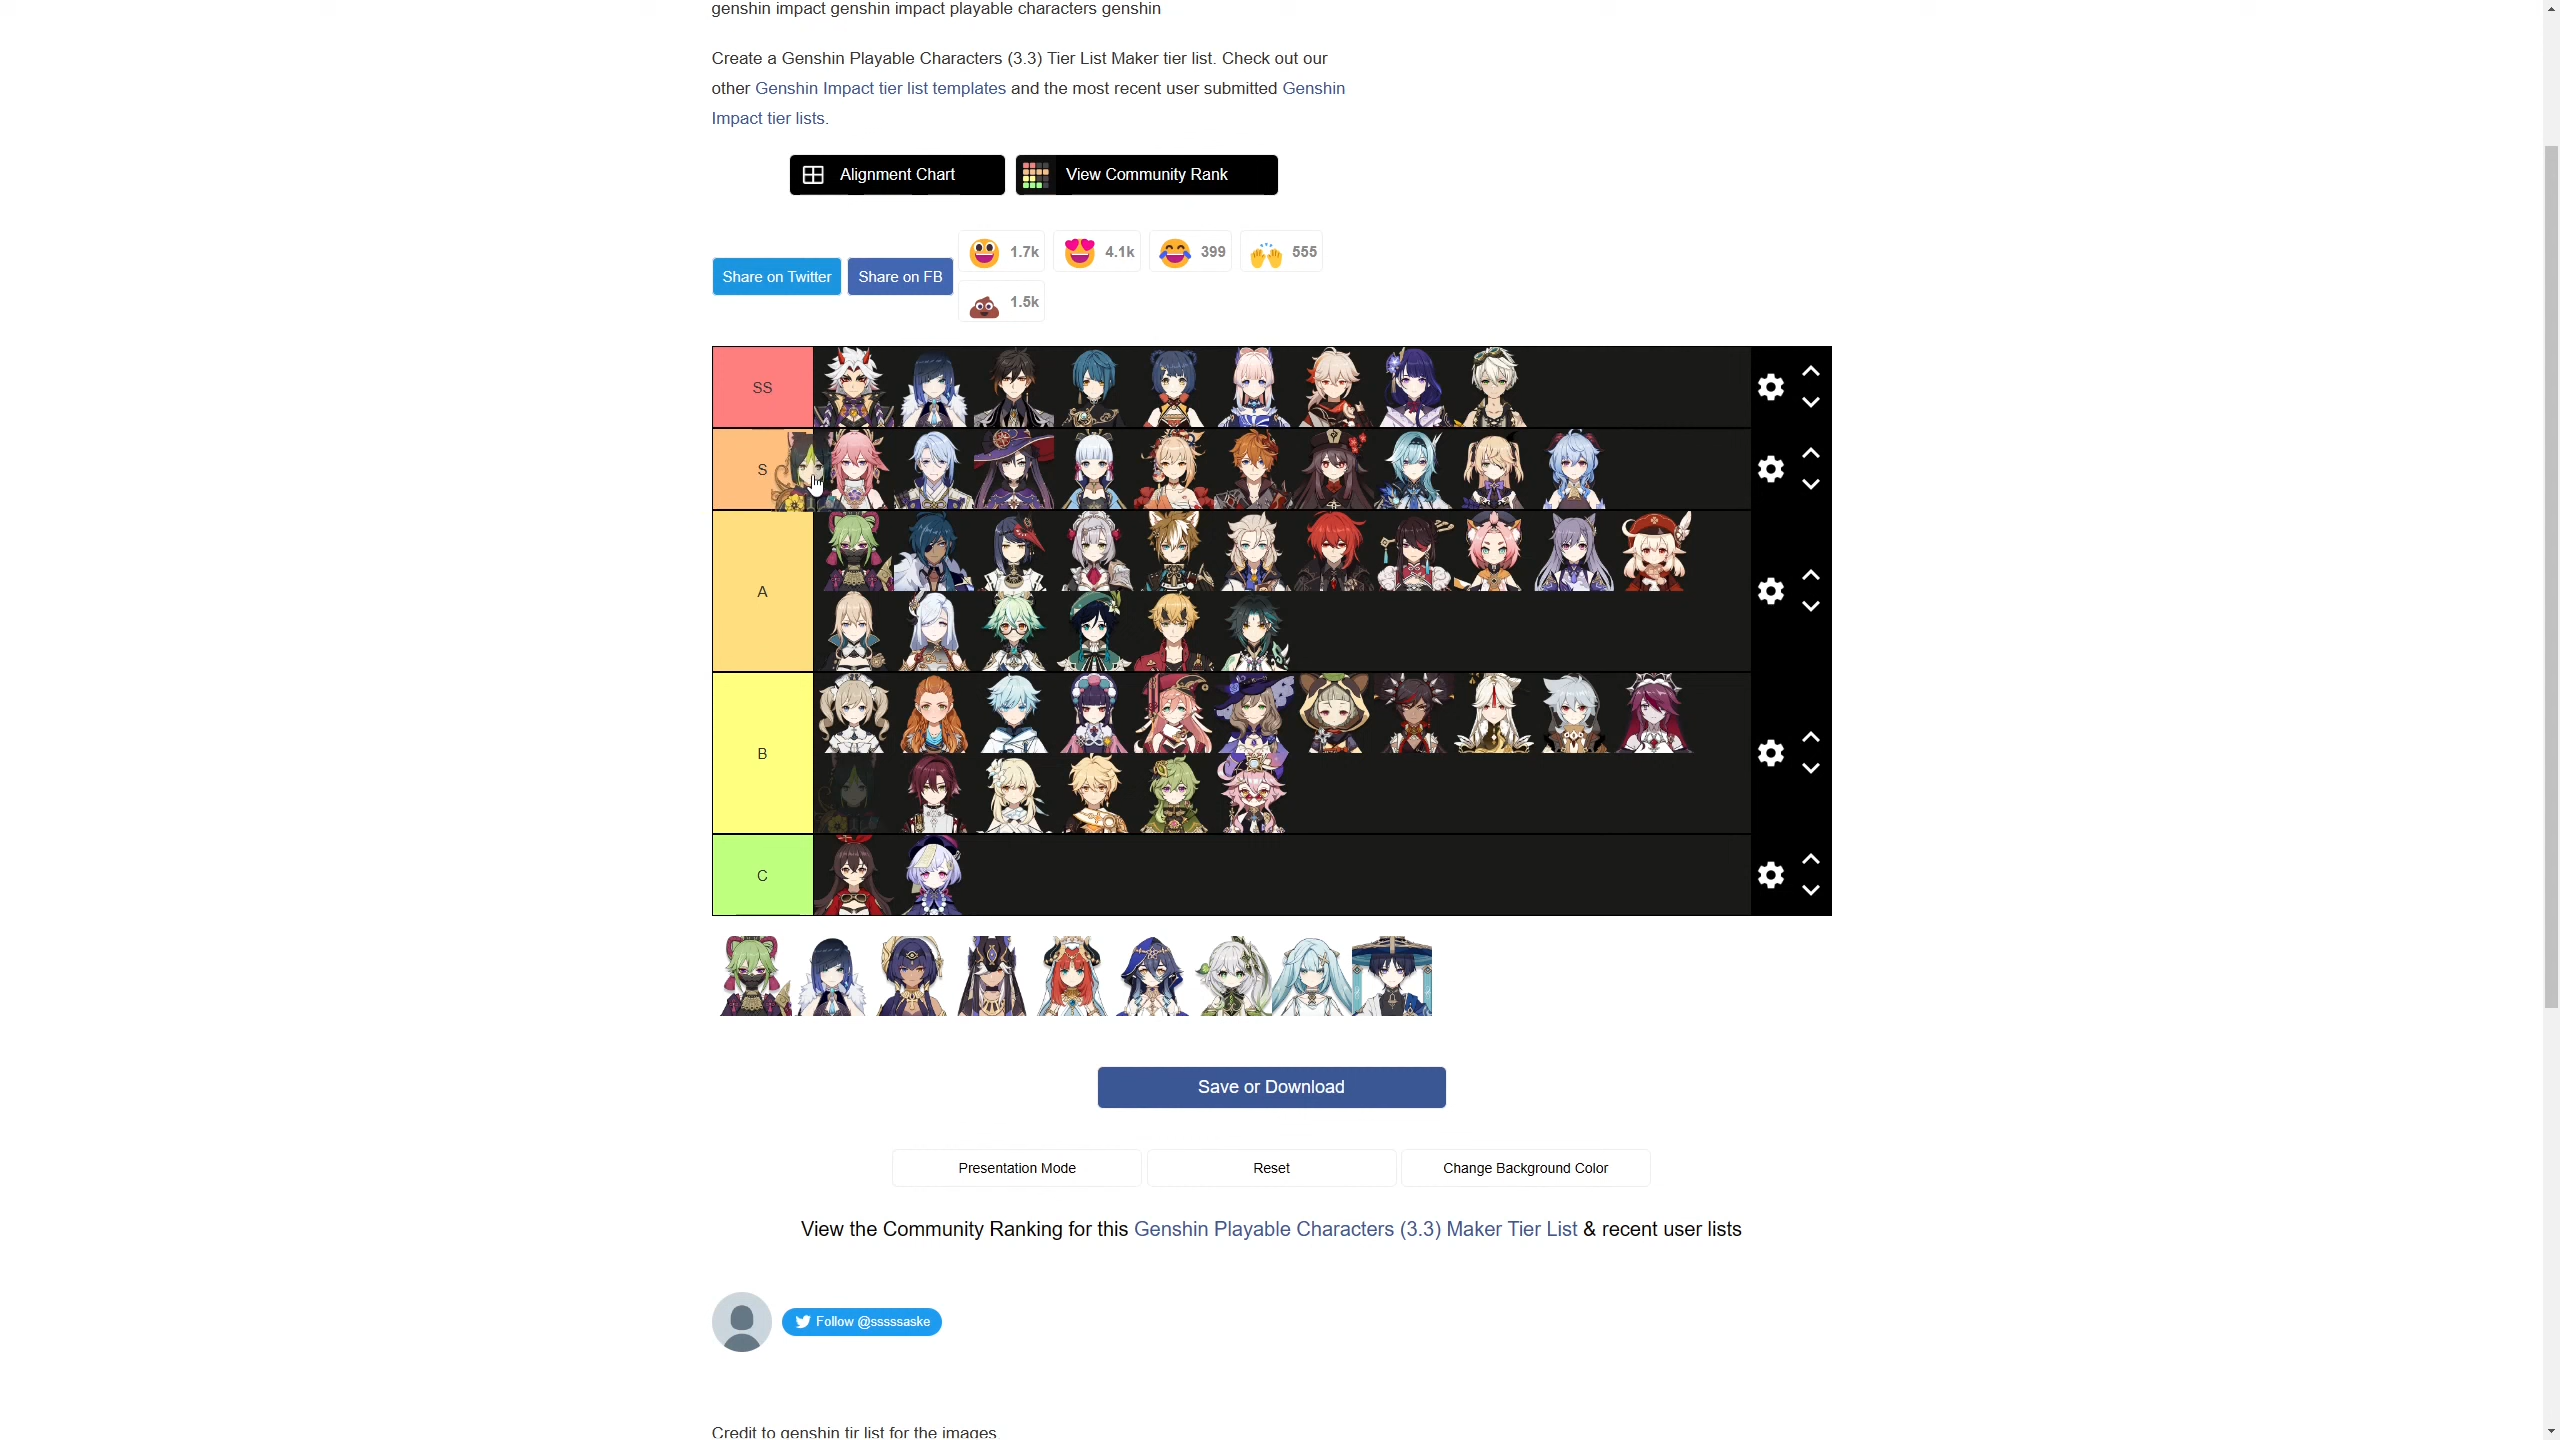 genshin impact genshin impact playable characters genshin
Create a Genshin Playable Characters (3.3) Tier List Maker tier list. Check out our
other Genshin Impact tier list templates and the most recent user submitted Genshin
Impact tier lists.
Alignment Chart
View Community Rank
Share on Twitter
Share on FB
1.7k
4.1k
399
555
1.5k
SS
S
A
B
C
Save or Download
Presentation Mode
Reset
Change Background Color
View the Community Ranking for this Genshin Playable Characters (3.3) Maker Tier List & recent user lists
Follow @sssssaske
Credit to genshin tir list for the images